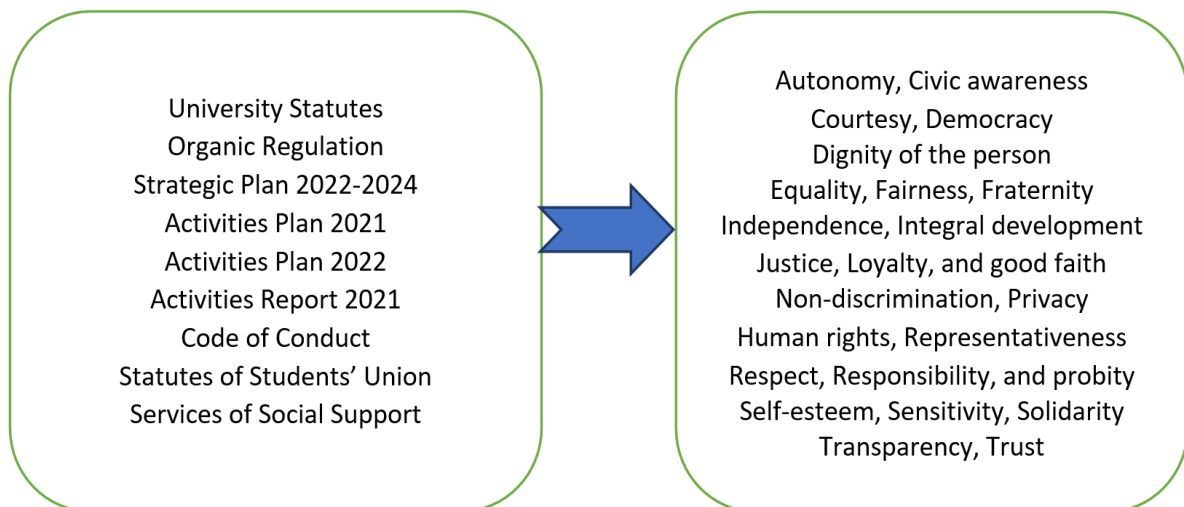 University Statutes
Organic Regulation
Strategic Plan 2022-2024
Activities Plan 2021
Activities Plan 2022
Activities Report 2021
Code of Conduct
Statutes of Students’ Union
Services of Social Support
Autonomy, Civic awareness
Courtesy, Democracy
Dignity of the person
Equality, Fairness, Fraternity
Independence, Integral development
Justice, Loyalty, and good faith
Non-discrimination, Privacy
Human rights, Representativeness
Respect, Responsibility, and probity
Self-esteem, Sensitivity, Solidarity
Transparency, Trust